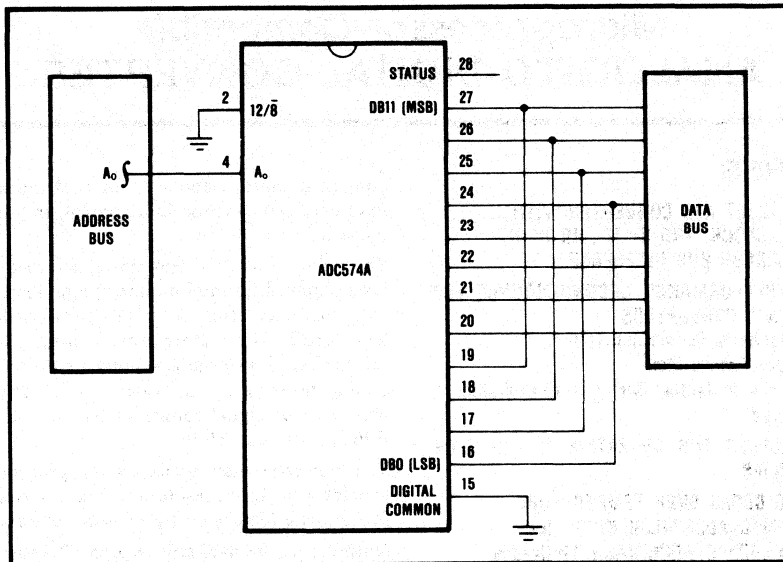 28
STATUS
27
2
DB11 (MSB)
12/8̅
26
25
A₀
4
A₀
24
ADDRESS
BUS
DATA
BUS
23
ADC574A
22
21
20
19
18
17
16
DB0 (LSB)
15
DIGITAL
COMMON